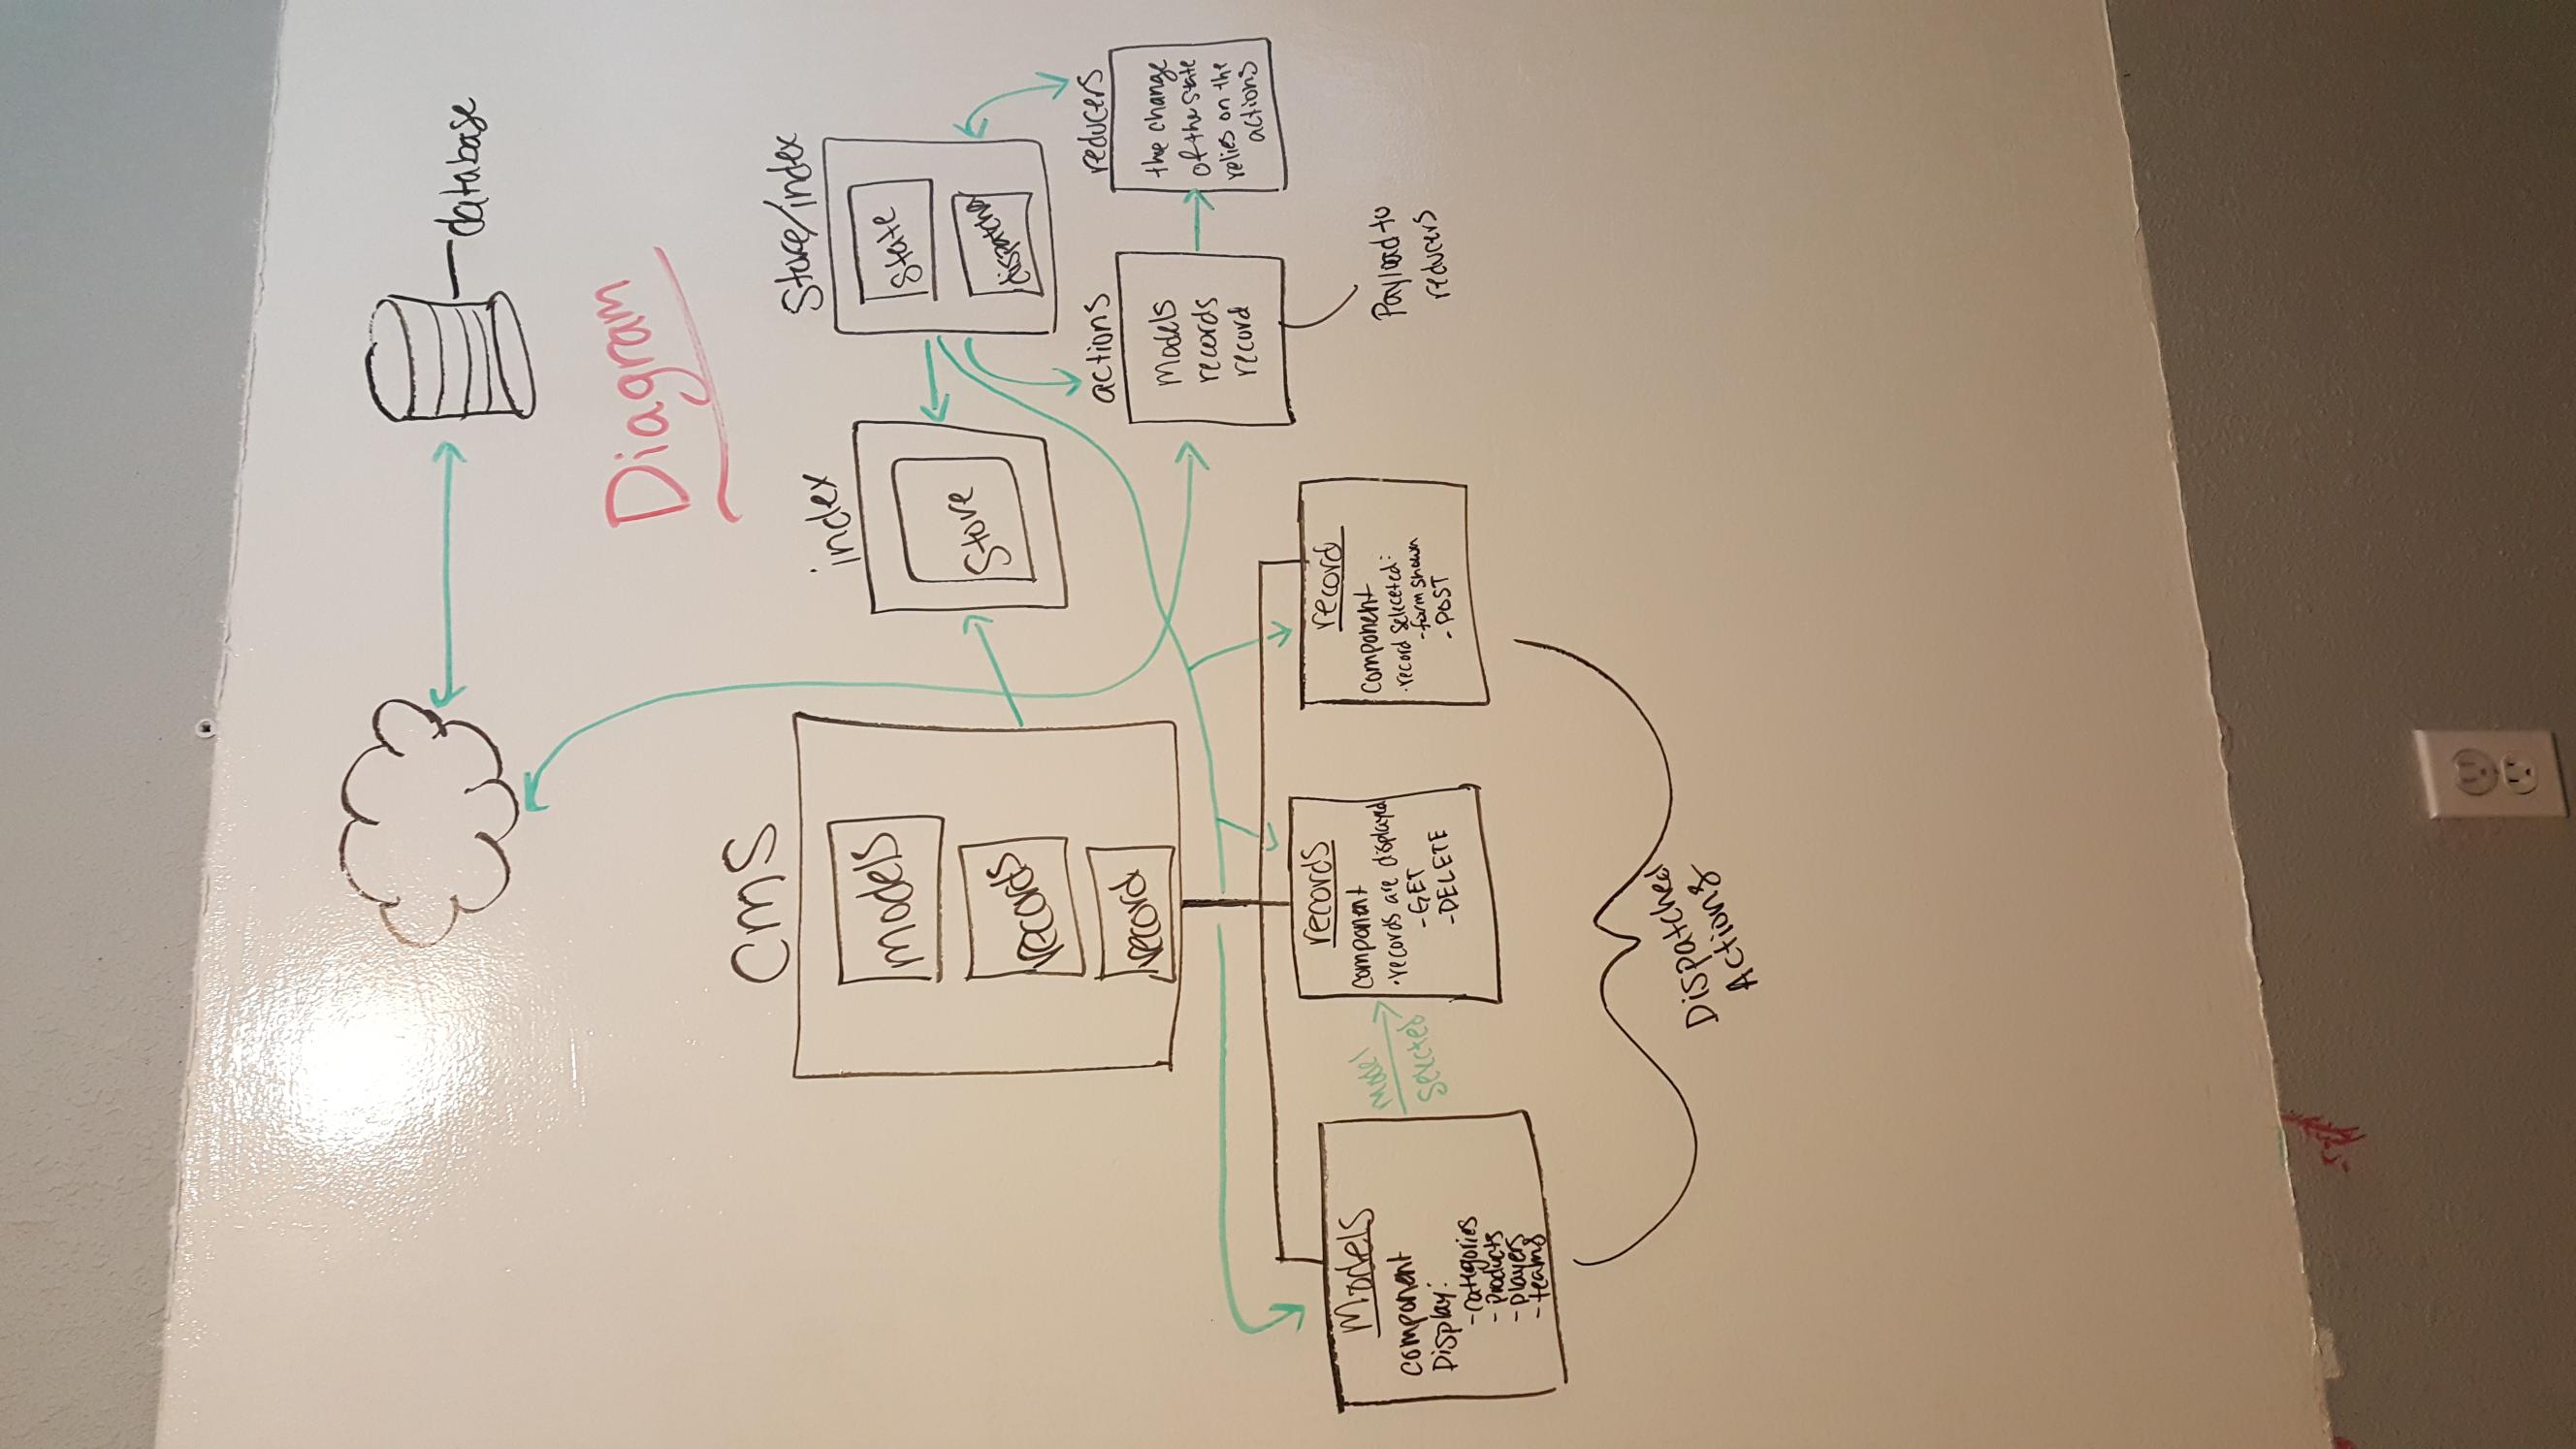 database
Diagram
CMS
models
records
record
index
Store
Store/index
State
actions
Models
records
record
reducers
the change
of the state
relies on the
actions
Payload to
reducers
Models
component
Display:
-categories
- Products
- players
- teams
model
selected
records
component
·records are displayed
-GET
-DELETE
record
component
·record seleceted:
-form shown
- POST
Dispatched
Actions